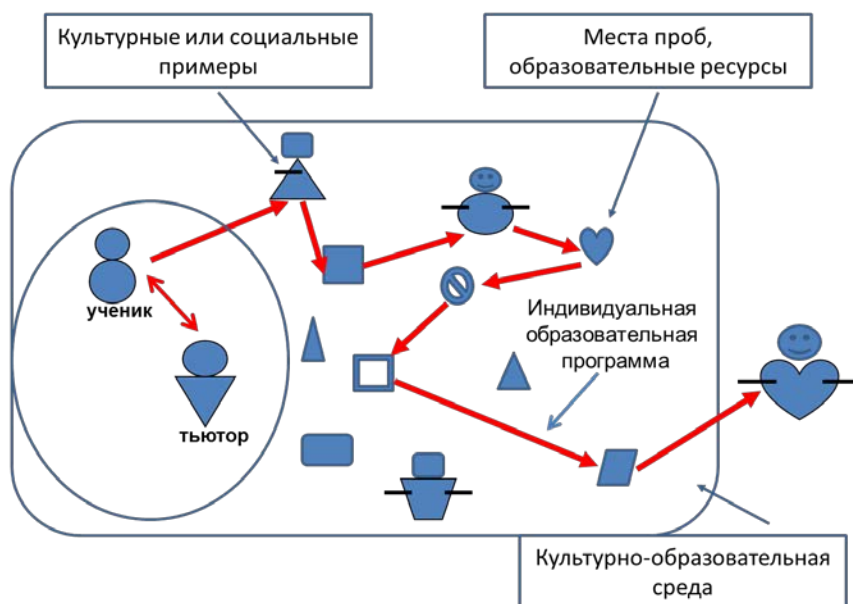 Культурные или социальные
примеры
Места проб,
образовательные ресурсы
ученик
тьютор
Индивидуальная
образовательная
программа
Культурно-образовательная
среда